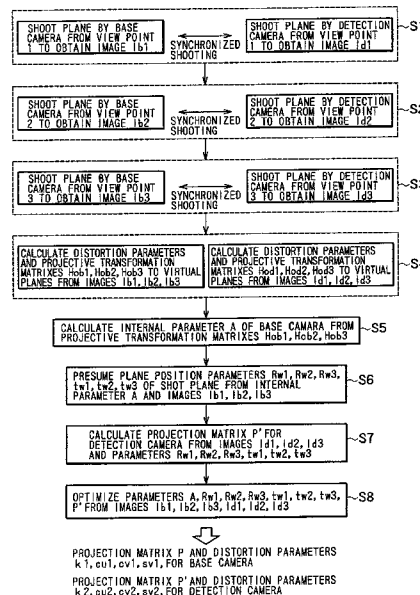 SHOOT PLANE BY BASE
CAMERA FROM VIEW POINT
1 TO OBTAIN IMAGE Ib1
SYNCHRONIZED
SHOOTING
SHOOT PLANE BY DETECTION
CAMERA FROM VIEW POINT
1 TO OBTAIN IMAGE Id1
SHOOT PLANE BY BASE
CAMERA FROM VIEW POINT
2 TO OBTAIN IMAGE Ib2
SYNCHRONIZED
SHOOTING
SHOOT PLANE BY DETECTION
CAMERA FROM VIEW POINT
2 TO OBTAIN IMAGE Id2
SHOOT PLANE BY BASE
CAMERA FROM VIEW POINT
3 TO OBTAIN IMAGE Ib3
SYNCHRONIZED
SHOOTING
SHOOT PLANE BY DETECTION
CAMERA FROM VIEW POINT
3 TO OBTAIN IMAGE Id3
CALCULATE DISTORTION PARAMETERS
AND PROJECTIVE TRANSFORMATION
MATRIXES Hob1, Hob2, Hob3 TO VIRTUAL
PLANES FROM IMAGES Ib1, Ib2, Ib3
CALCULATE DISTORTION PARAMETERS
AND PROJECTIVE TRANSFORMATION
MATRIXES Hod1, Hod2, Hod3 TO VIRTUAL
PLANES FROM IMAGES Id1, Id2, Id3
CALCULATE INTERNAL PARAMETER A OF BASE CAMARA FROM
PROJECTIVE TRANSFORMATION MATRIXES Hob1, Hob2, Hob3
S5
PRESUME PLANE POSITION PARAMETERS Rw1, Rw2, Rw3,
tw1, tw2, tw3 OF SHOT PLANE FROM INTERNAL
PARAMETER A AND IMAGES Ib1, Ib2, Ib3
S6
CALCULATE PROJECTION MATRIX P' FOR
DETECTION CAMERA FROM IMAGES Id1, Id2, Id3
AND PARAMETERS Rw1, Rw2, Rw3, tw1, tw2, tw3
S7
OPTIMIZE PARAMETERS A, Rw1, Rw2, Rw3, tw1, tw2, tw3,
P' FROM IMAGES Ib1, Ib2, Ib3, Id1, Id2, Id3
S8
PROJECTION MATRIX P AND DISTORTION PARAMETERS
k1, cu1, cv1, sv1, FOR BASE CAMERA
PROJECTION MATRIX P' AND DISTORTION PARAMETERS
k2, cu2, cv2, sv2, FOR DETECTION CAMERA